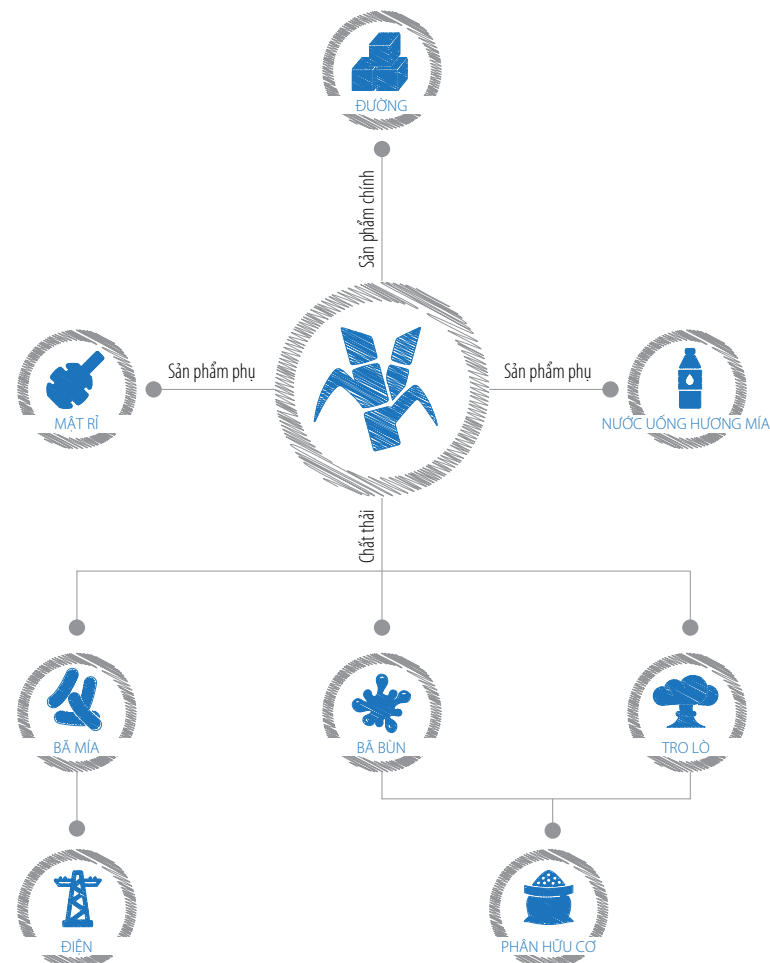 ĐƯỜNG
Sản phẩm chính
Sản phẩm phụ
Sản phẩm phụ
MẬT RỈ
NƯỚC UỐNG HƯƠNG MÍA
Chất thải
BÃ MÍA
BÃ BÙN
TRO LÒ
ĐIỆN
PHÂN HỮU CƠ